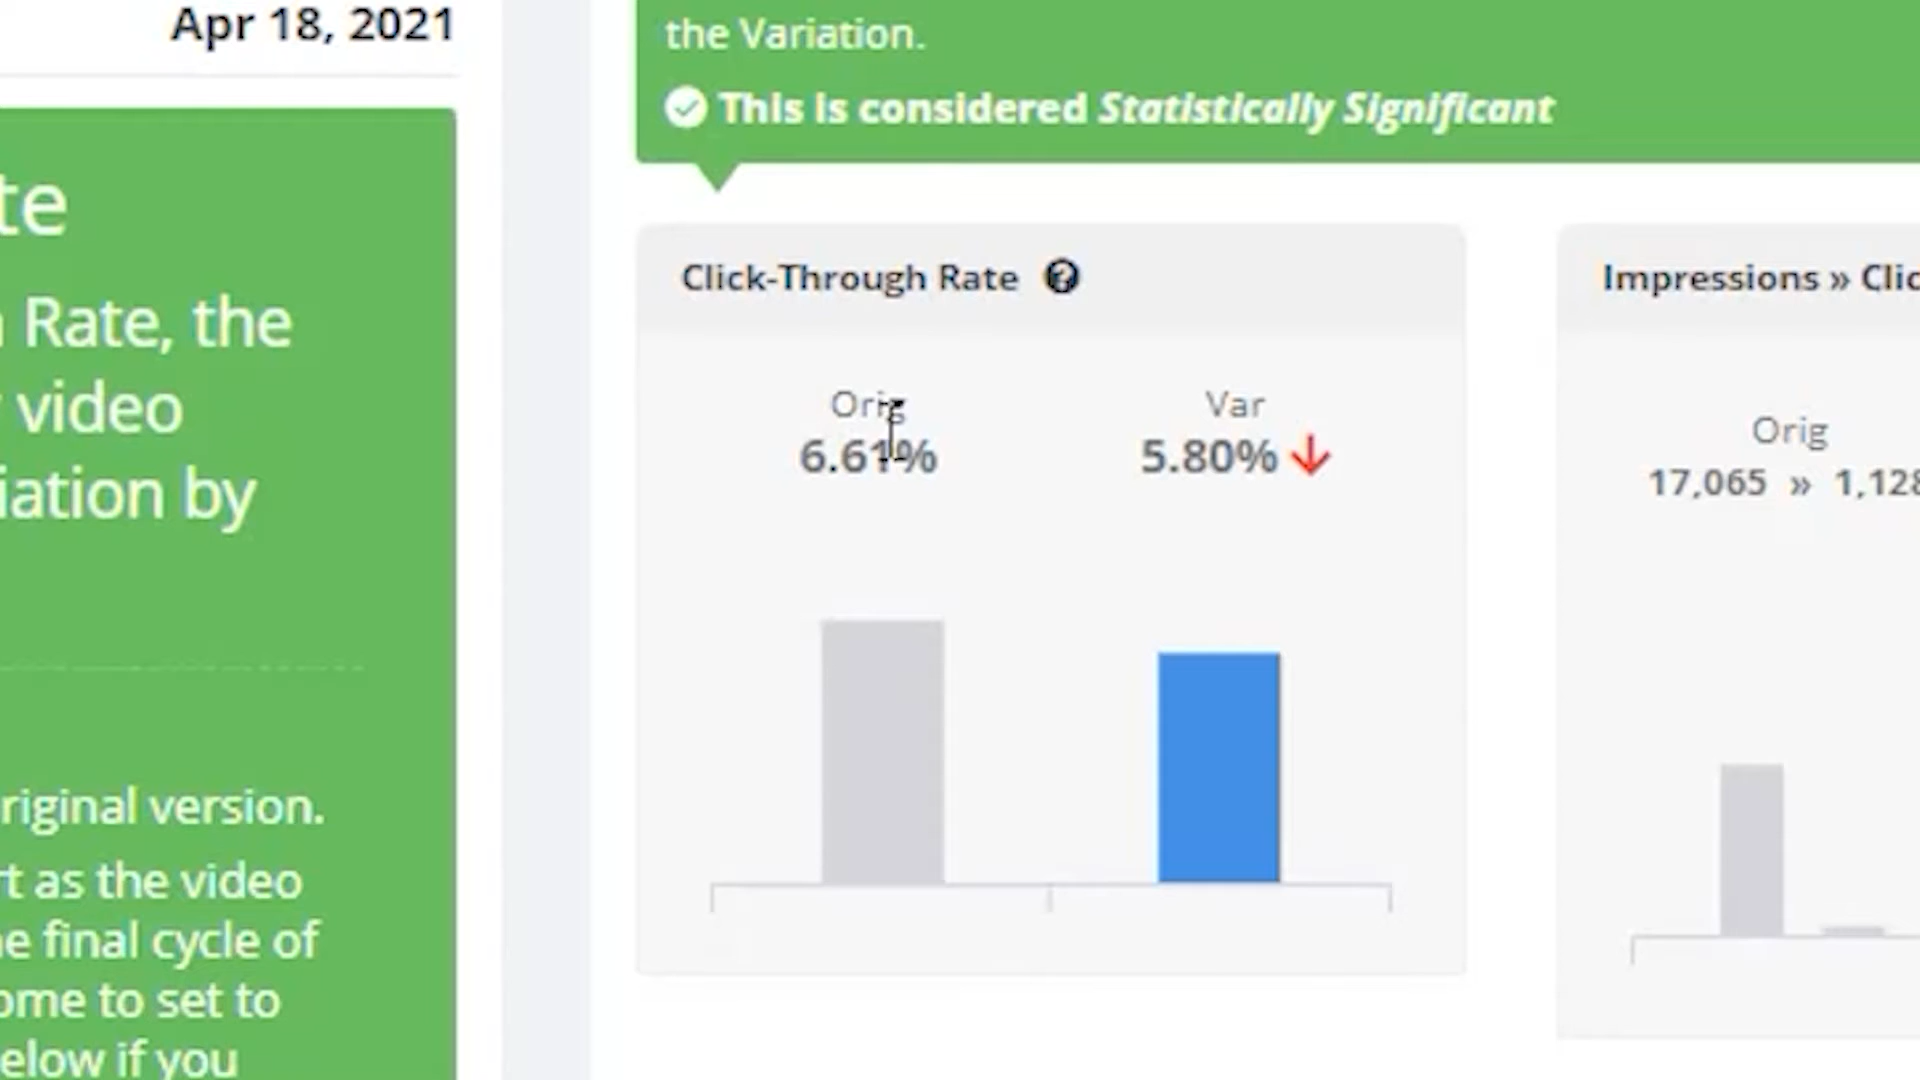 Apr 18, 2021
te
Rate, the
video
iation by
riginal version.
rt as the video
e final cycle of
ome to set to
elow if you
the Variation.
This is considered Statistically Significant
Click-Through Rate
Orig
Var
6.61%
5.80%
Impressions » Clic
Orig
17,065 » 1,128